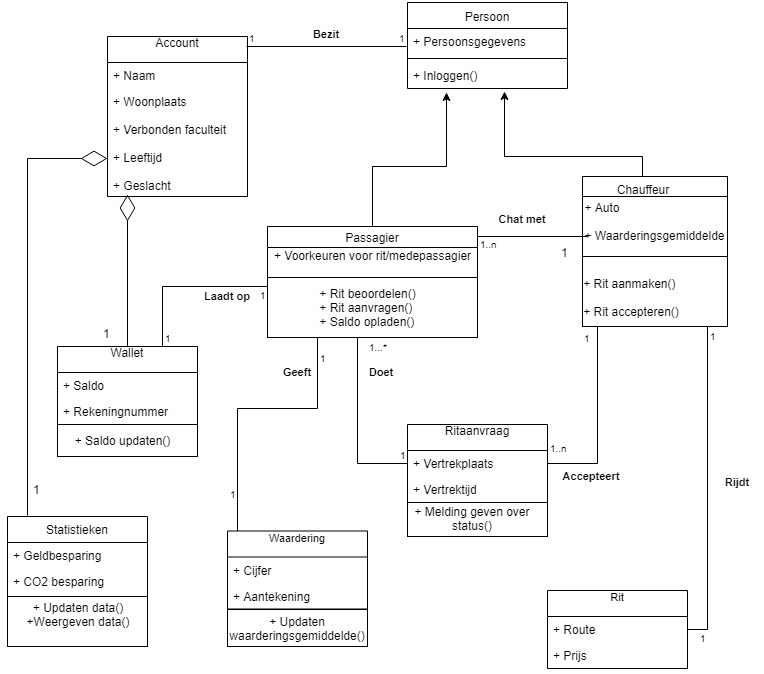 Persoon
+ Persoonsgegevens
+ Inloggen()
Bezit
1
1
Account
+ Naam
+ Woonplaats
+ Verbonden faculteit
+ Leeftijd
+ Geslacht
Chauffeur
+ Auto
+ Waarderingsgemiddelde
+ Rit aanmaken()
+ Rit accepteren()
Chat met
1..n
1
Passagier
+ Voorkeuren voor rit/medepassagier
+ Rit beoordelen()
+ Rit aanvragen()
+ Saldo opladen()
Laadt op
1
1
1
Wallet
+ Saldo
+ Rekeningnummer
+ Saldo updaten()
Geeft
1
1
Doet
1...*
1
Ritaanvraag
+ Vertrekplaats
+ Vertrektijd
+ Melding geven over
status()
1..n
1
Accepteert
1
Rijdt
1
1
Statistieken
+ Geldbesparing
+ CO2 besparing
+ Updaten data()
+Weergeven data()
Waardering
+ Cijfer
+ Aantekening
+ Updaten
waarderingsgemiddelde()
Rit
+ Route
+ Prijs